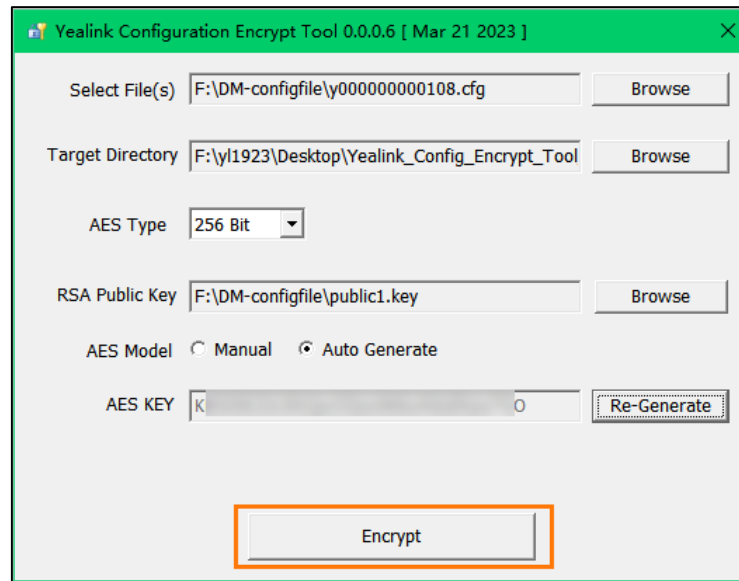 Yealink Configuration Encrypt Tool 0.0.0.6 [ Mar 21 2023 ]
Select File(s) F:\DM-configfile\y000000000108.cfg Browse
Target Directory F:\yl1923\Desktop\Yealink_Config_Encrypt_Tool Browse
AES Type 256 Bit
RSA Public Key F:\DM-configfile\public1.key Browse
AES Model Manual Auto Generate
AES KEY K O Re-Generate
Encrypt